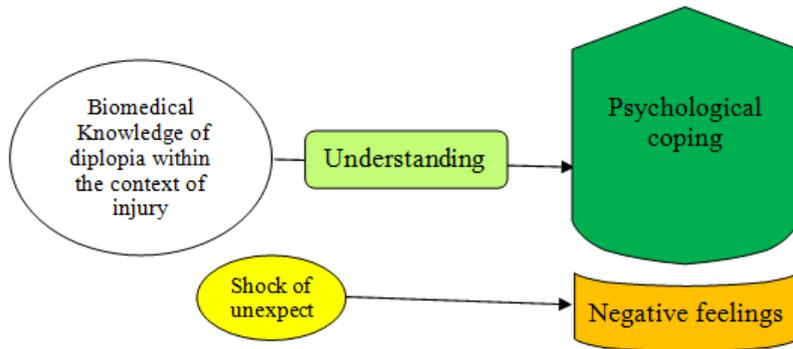 Biomedical
Knowledge of
diplopia within
the context of
injury
Understanding
Psychological
coping
Shock of
unexpect
Negative feelings